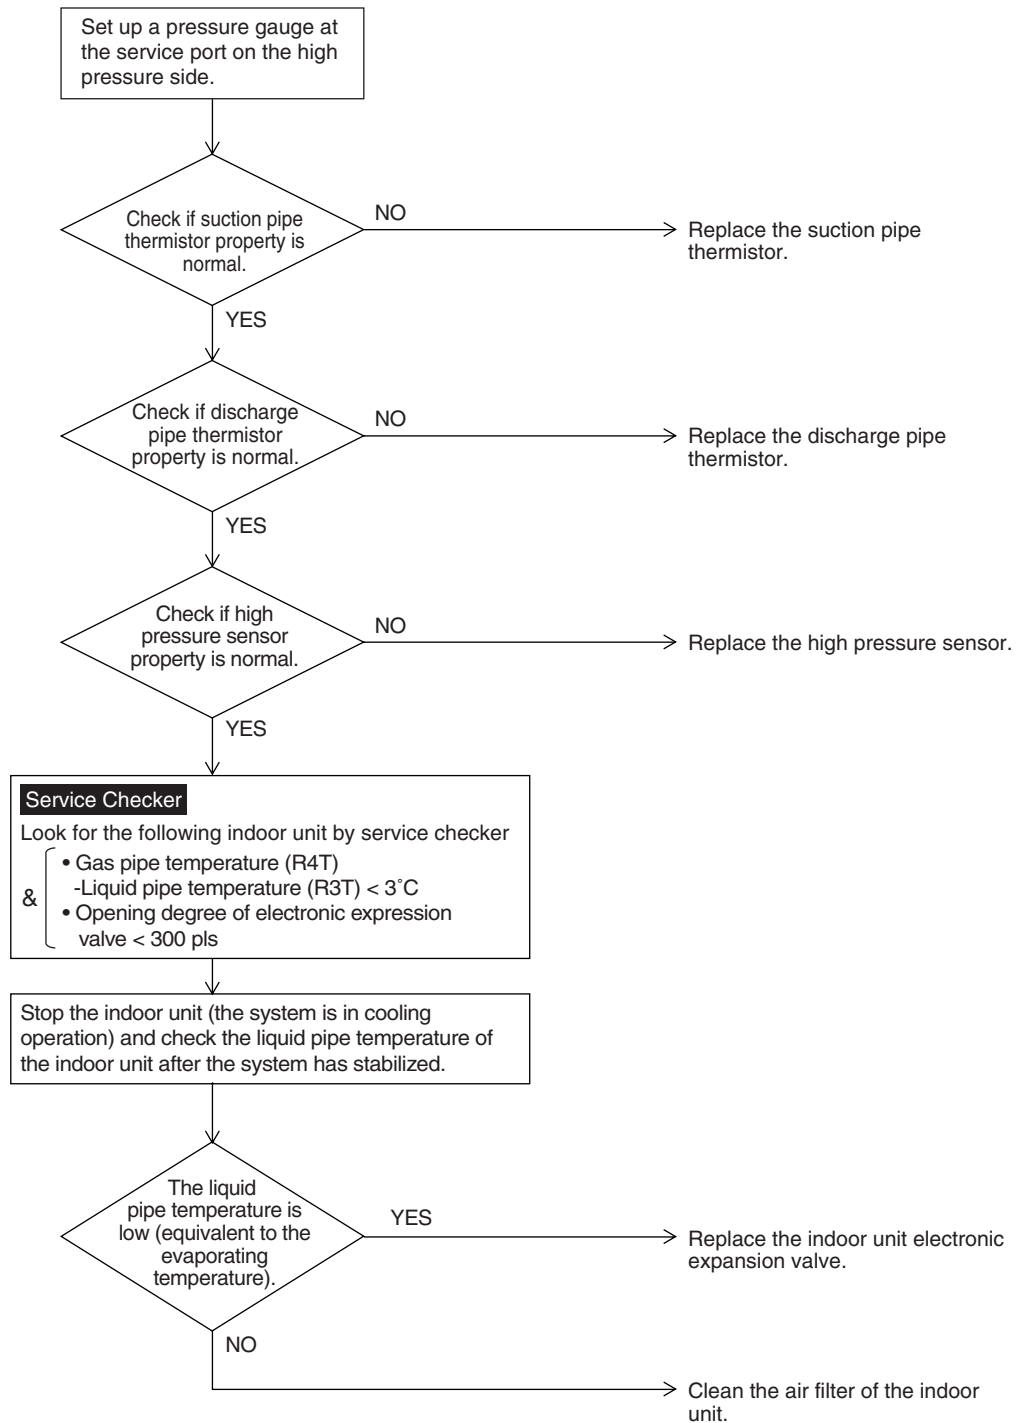 Set up a pressure gauge at
the service port on the high
pressure side.
Check if suction pipe
thermistor property is
normal.
NO
Replace the suction pipe
thermistor.
YES
Check if discharge
pipe thermistor
property is normal.
NO
Replace the discharge pipe
thermistor.
YES
Check if high
pressure sensor
property is normal.
NO
Replace the high pressure sensor.
YES
Service Checker
Look for the following indoor unit by service checker
&
• Gas pipe temperature (R4T)
-Liquid pipe temperature (R3T) < 3˚C
• Opening degree of electronic expression
valve < 300 pls
Stop the indoor unit (the system is in cooling
operation) and check the liquid pipe temperature of
the indoor unit after the system has stabilized.
The liquid
pipe temperature is
low (equivalent to the
evaporating
temperature).
YES
Replace the indoor unit electronic
expansion valve.
NO
Clean the air filter of the indoor
unit.